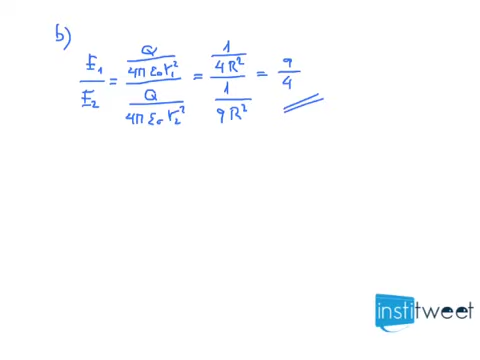 b)
E₁/E₂ = (Q/(4π ε₀ r₁²))/(Q/(4π ε₀ r₂²)) = (1/(4R²))/(1/(9R²)) = 9/4
institweet